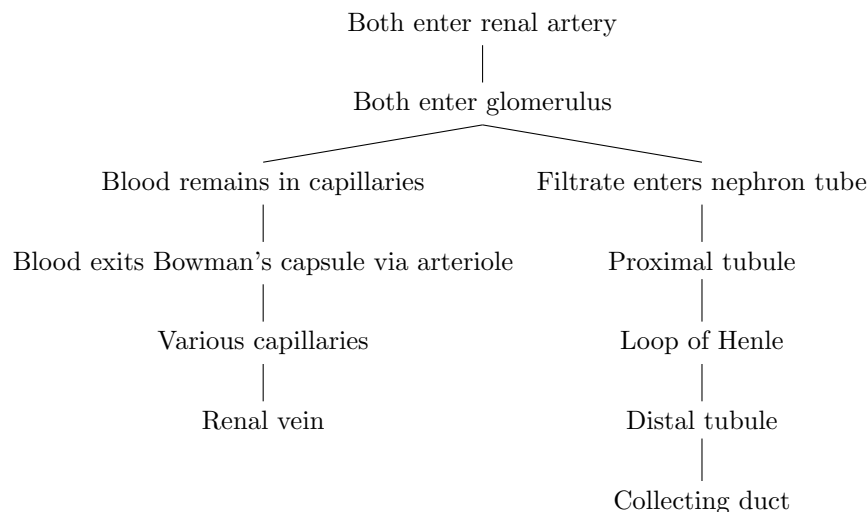 Both enter renal artery
Both enter glomerulus
Blood remains in capillaries
Filtrate enters nephron tube
Blood exits Bowman's capsule via arteriole
Proximal tubule
Various capillaries
Loop of Henle
Renal vein
Distal tubule
Collecting duct